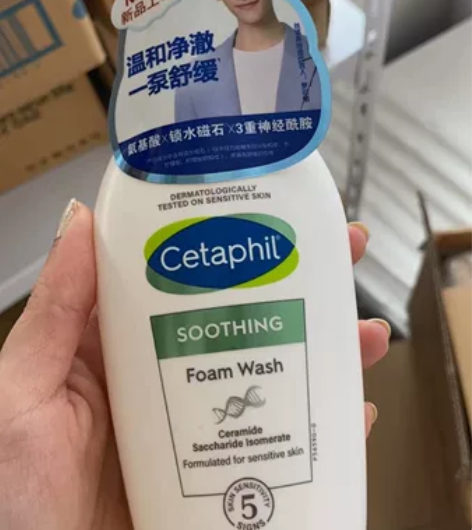 新品上
温和净澈
一泵舒缓
氨基酸×锁水磁石×3重神经酰胺
DERMATOLOGICALLY
TESTED ON SENSITIVE SKIN
Cetaphil
SOOTHING
Foam Wash
Ceramide
Saccharide Isomerate
Formulated for sensitive skin
SKIN SENSITIVITY
5
SIGNS